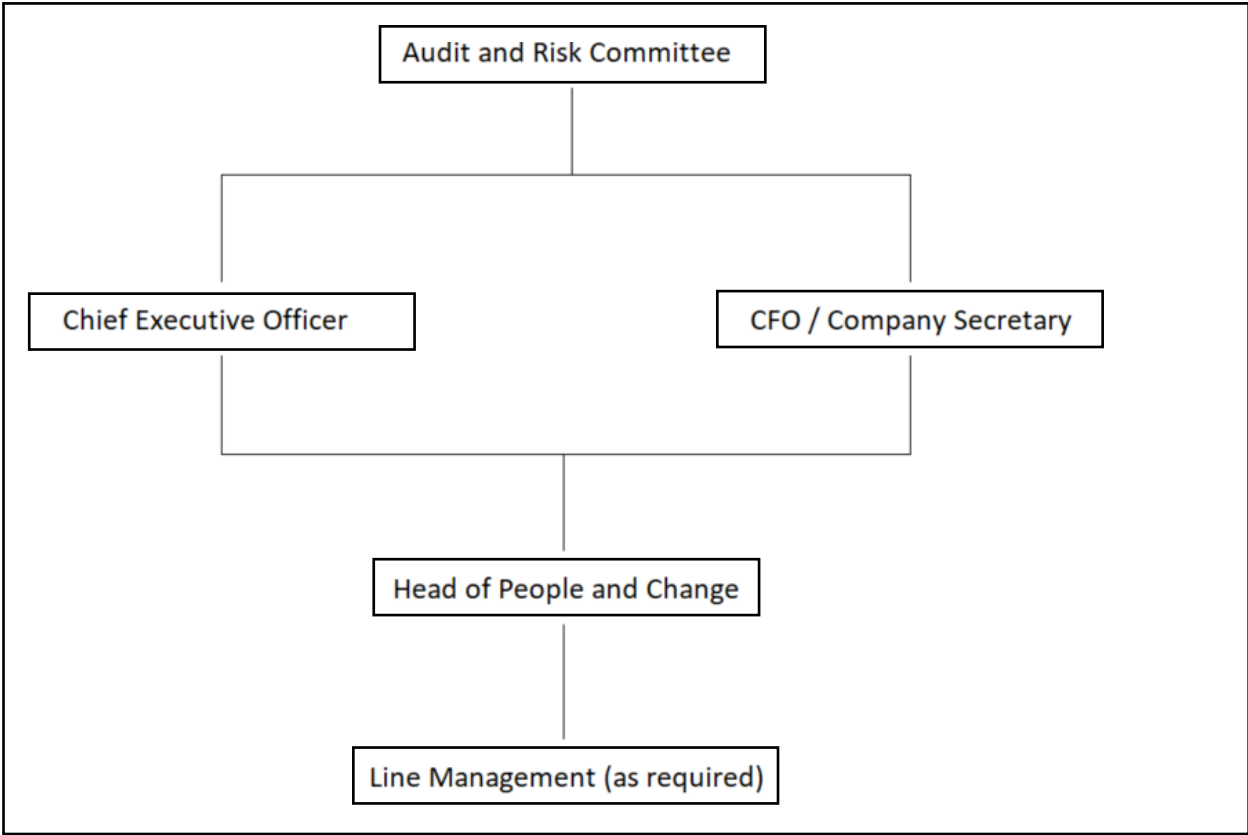 Audit and Risk Committee
Chief Executive Officer
CFO / Company Secretary
Head of People and Change
Line Management (as required)